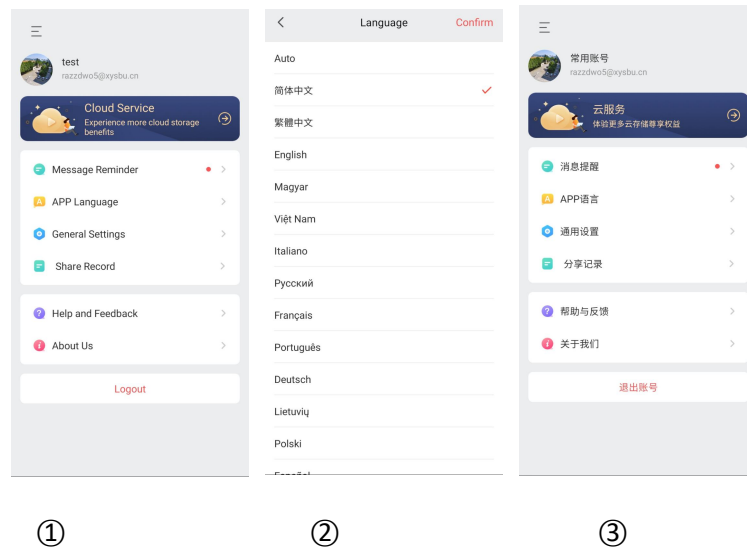 test
razzdwo5@xysbu.cn
Cloud Service
Experience more cloud storage
benefits
Message Reminder
APP Language
General Settings
Share Record
Help and Feedback
About Us
Logout
Language
Confirm
Auto
简体中文
繁體中文
English
Magyar
Việt Nam
Italiano
Русский
Français
Português
Deutsch
Lietuvių
Polski
常用账号
razzdwo5@xysbu.cn
云服务
体验更多云存储尊享权益
消息提醒
APP语言
通用设置
分享记录
帮助与反馈
关于我们
退出账号
①
②
③